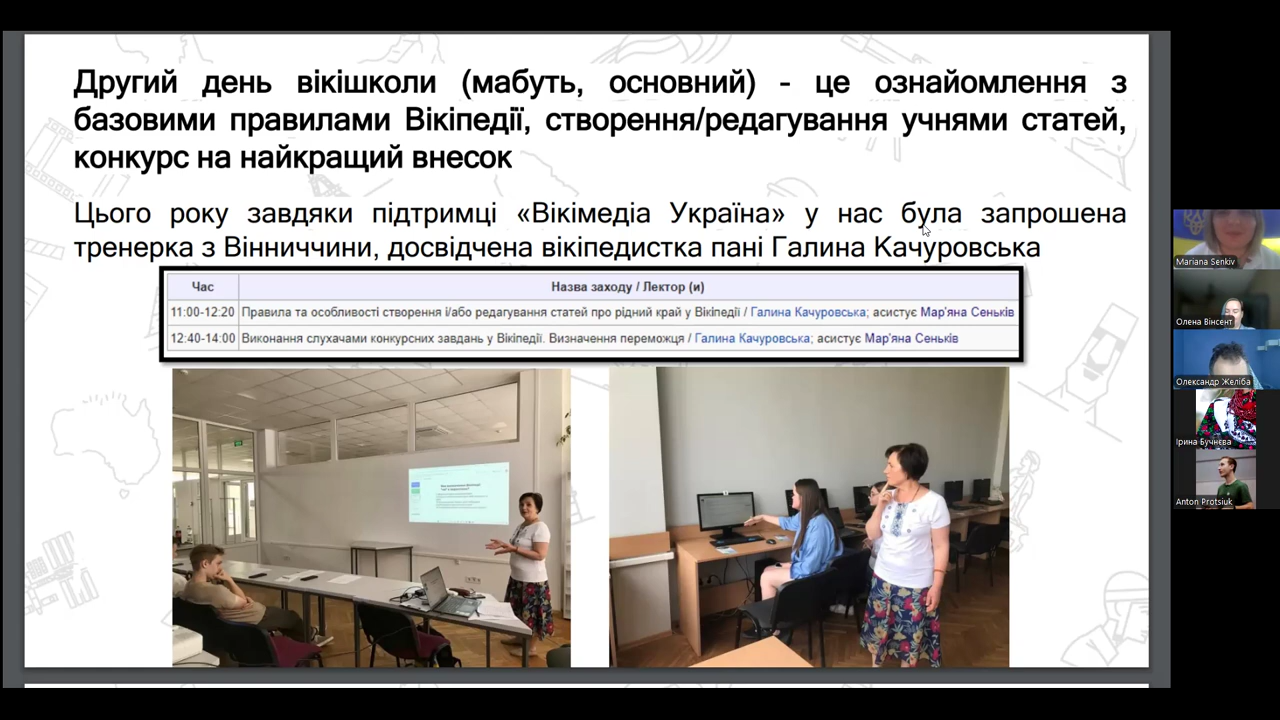 Другий день вікішколи (мабуть, основний) - це ознайомлення з
базовими правилами Вікіпедії, створення/редагування учнями статей,
конкурс на найкращий внесок
Цього року завдяки підтримці «Вікімедіа Україна» у нас була запрошена
тренерка з Вінниччини, досвідчена вікіпедистка пані Галина Качуровська
Час Назва заходу / Лектор (и)
11:00-12:20 Правила та особливості створення і/або редагування статей про рідний край у Вікіпедії / Галина Качуровська; асистує Мар'яна Сеньків
12:40-14:00 Виконання слухачами конкурсних завдань у Вікіпедії. Визначення переможця / Галина Качуровська; асистує Мар'яна Сеньків
Mariana Senkiv
Олена Вінсент
Олександр Желіба
Ірина Бучнєва
Anton Protsiuk